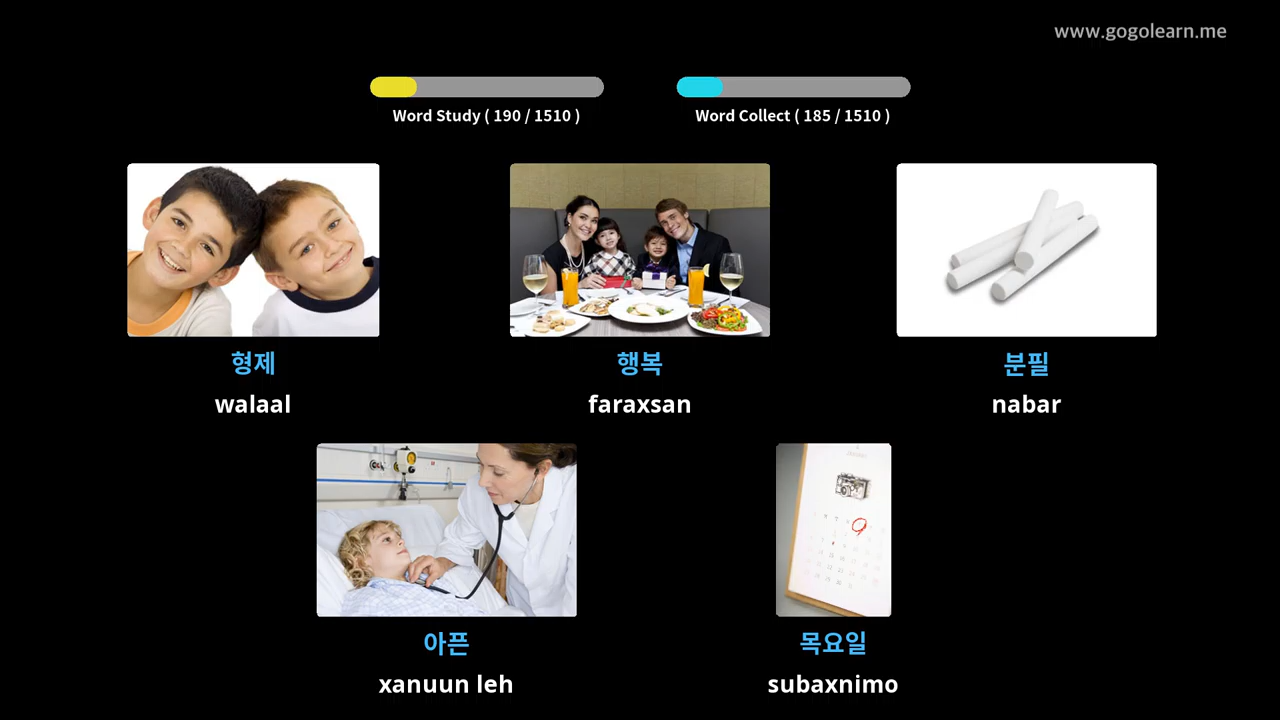 www.gogolearn.me
Word Study ( 190 / 1510 )
Word Collect ( 185 / 1510 )
형제
행복
분필
walaal
faraxsan
nabar
아픈
목요일
xanuun leh
subaxnimo